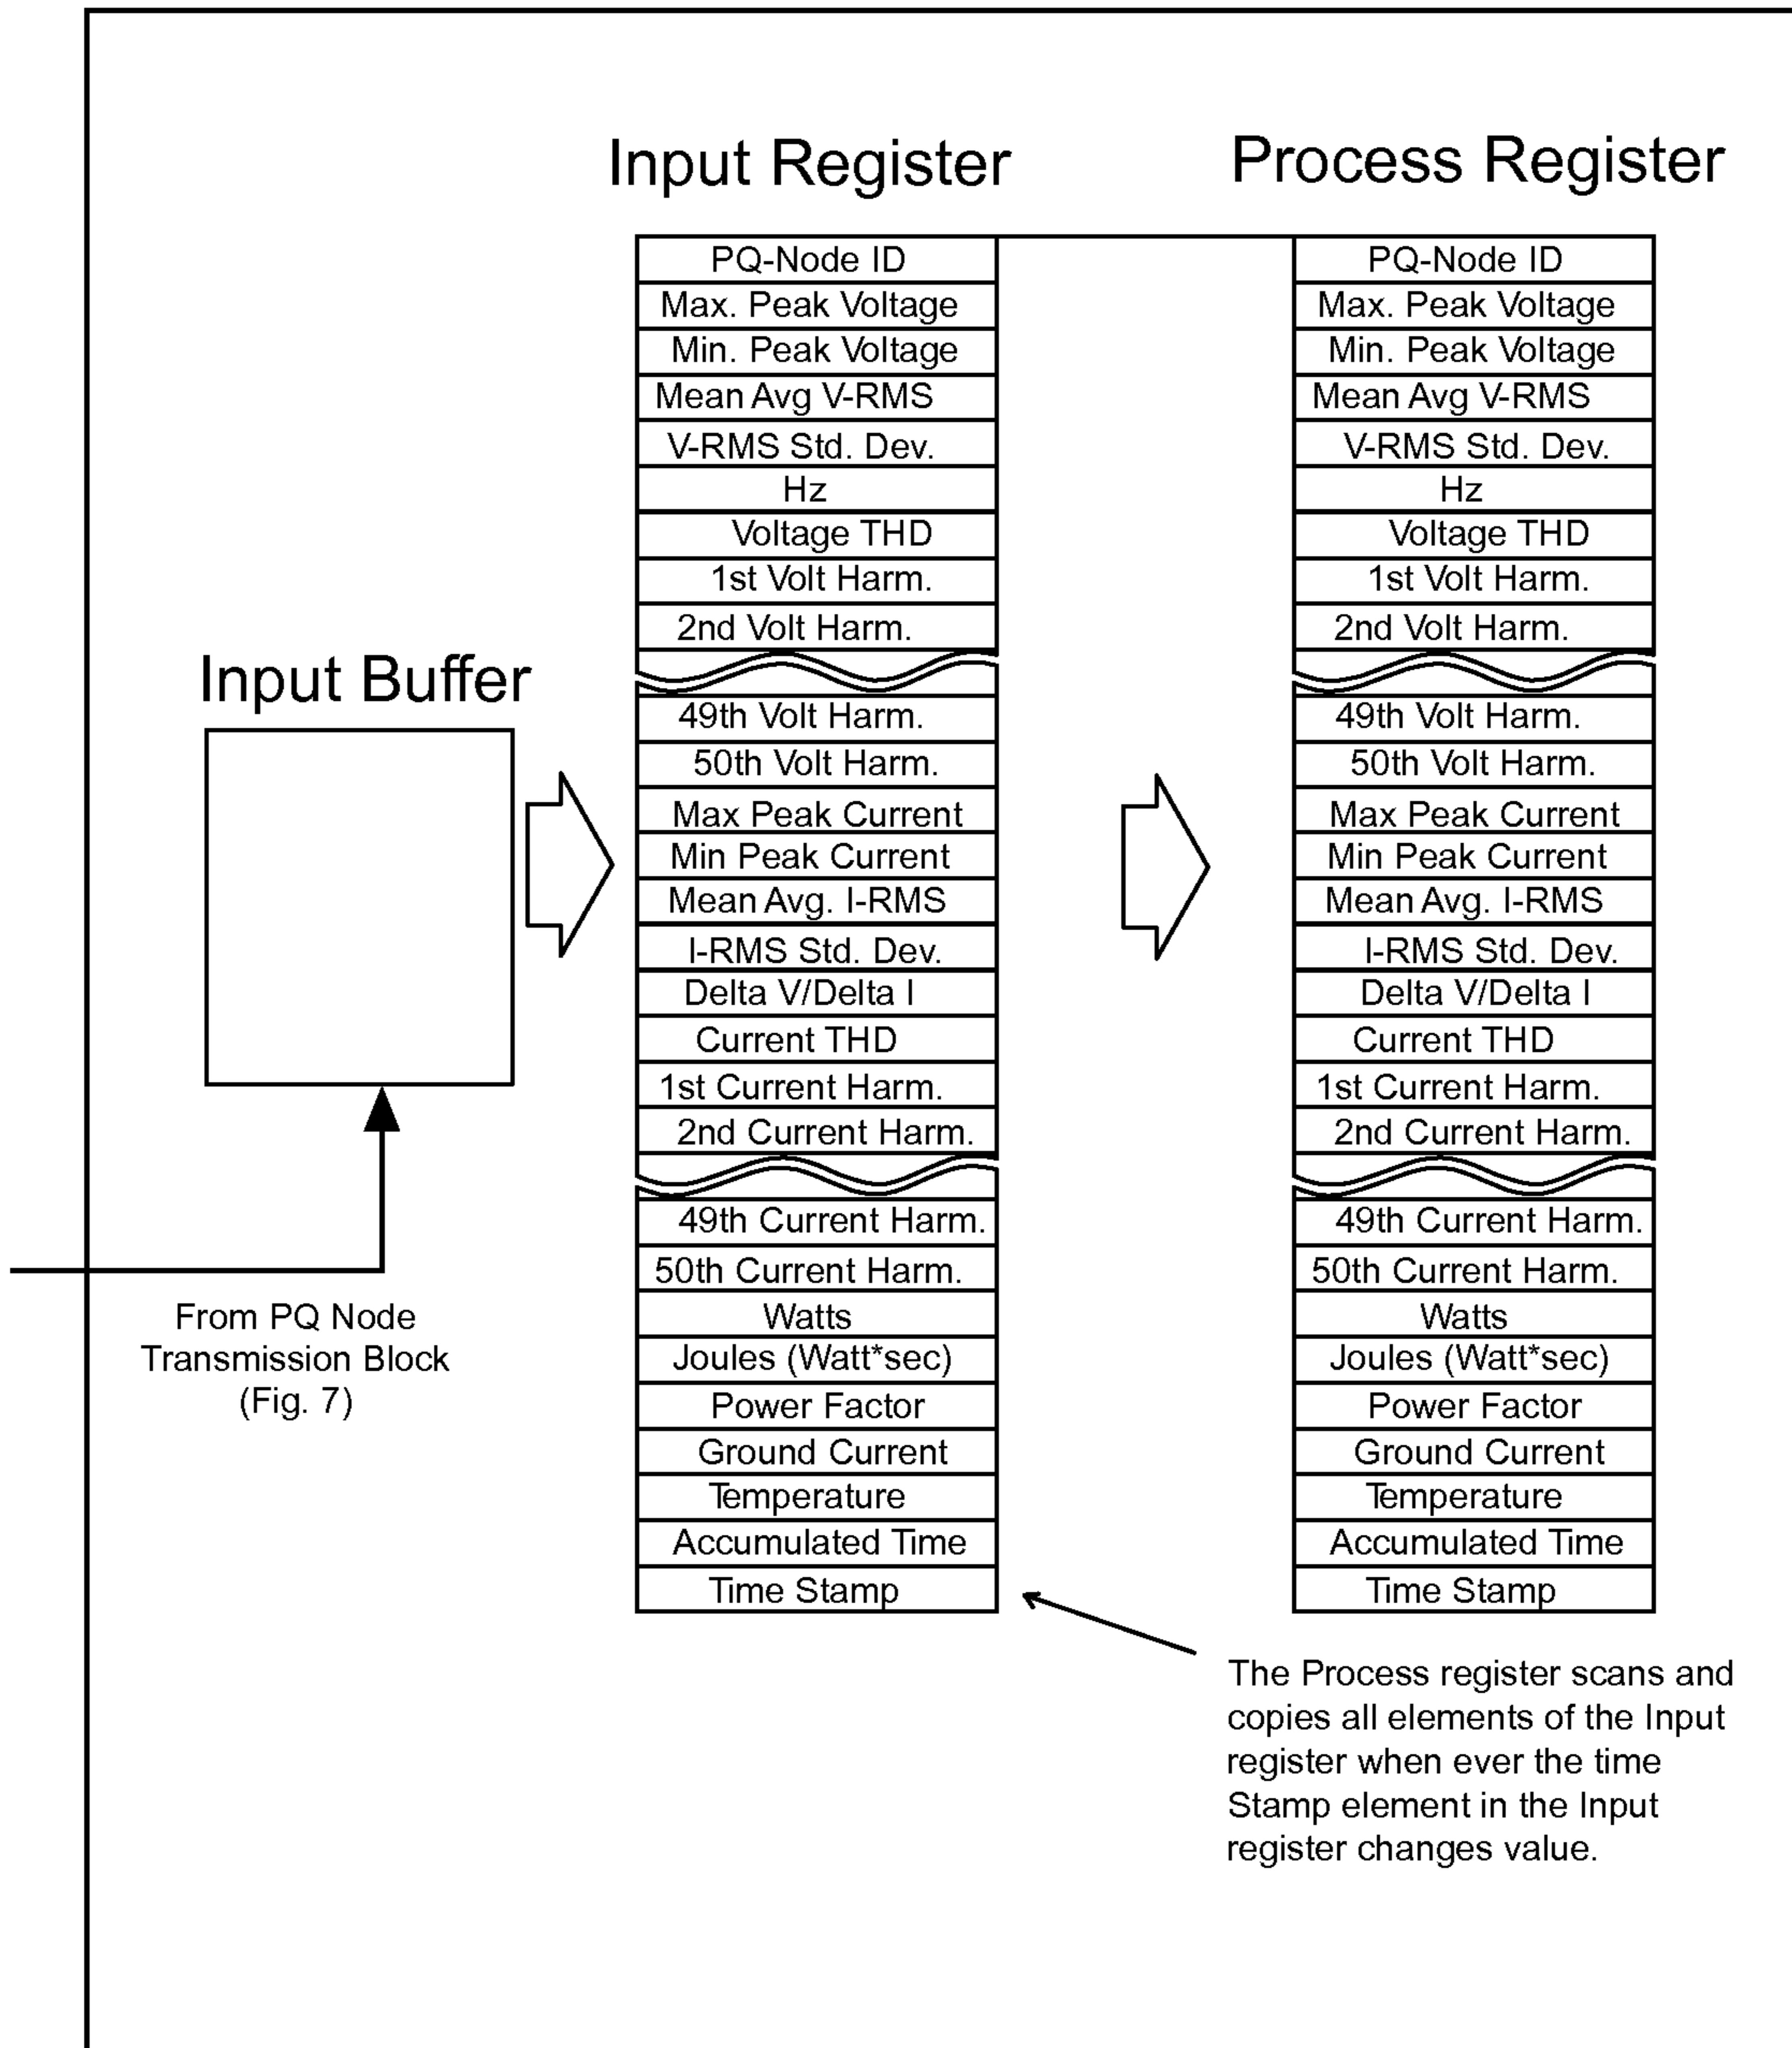 Input Register
Process Register
PQ-Node ID
Max. Peak Voltage
Min. Peak Voltage
Mean Avg V-RMS
V-RMS Std. Dev.
Hz
Voltage THD
1st Volt Harm.
2nd Volt Harm.
49th Volt Harm.
50th Volt Harm.
Max Peak Current
Min Peak Current
Mean Avg. I-RMS
I-RMS Std. Dev.
Delta V/Delta I
Current THD
1st Current Harm.
2nd Current Harm.
49th Current Harm.
50th Current Harm.
Watts
Joules (Watt*sec)
Power Factor
Ground Current
Temperature
Accumulated Time
Time Stamp
PQ-Node ID
Max. Peak Voltage
Min. Peak Voltage
Mean Avg V-RMS
V-RMS Std. Dev.
Hz
Voltage THD
1st Volt Harm.
2nd Volt Harm.
49th Volt Harm.
50th Volt Harm.
Max Peak Current
Min Peak Current
Mean Avg. I-RMS
I-RMS Std. Dev.
Delta V/Delta I
Current THD
1st Current Harm.
2nd Current Harm.
49th Current Harm.
50th Current Harm.
Watts
Joules (Watt*sec)
Power Factor
Ground Current
Temperature
Accumulated Time
Time Stamp
Input Buffer
From PQ Node
Transmission Block
(Fig. 7)
The Process register scans and
copies all elements of the Input
register when ever the time
Stamp element in the Input
register changes value.